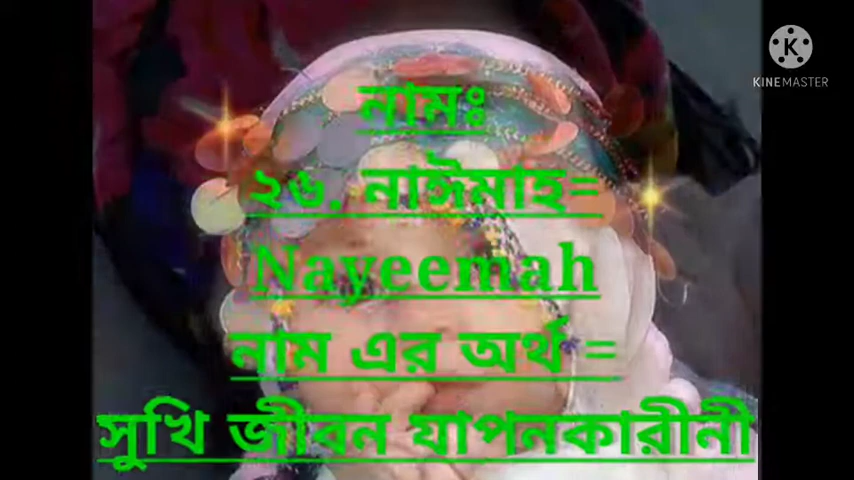 নামঃ
২৬. নাঈমাহ=
Nayeemah
নাম এর অর্থ =
সুখি জীবন যাপনকারীনী
KINEMASTER